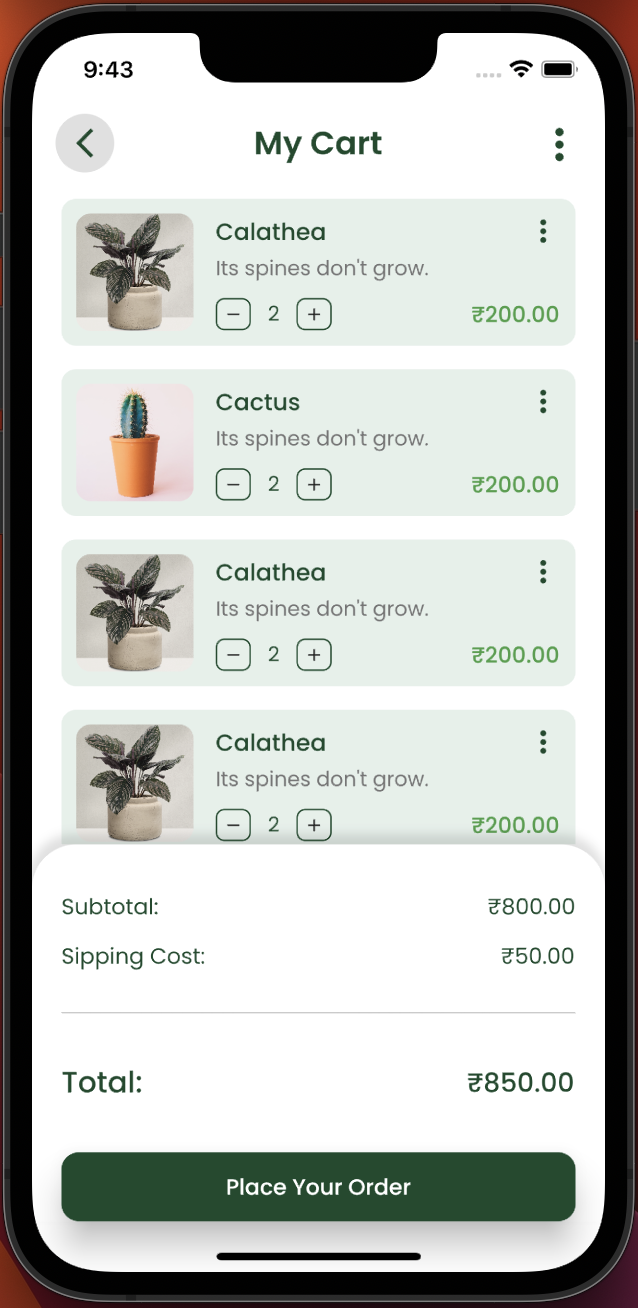 9:43
My Cart
Calathea
Its spines don't grow.
− 2 + ₹200.00
Cactus
Its spines don't grow.
− 2 + ₹200.00
Calathea
Its spines don't grow.
− 2 + ₹200.00
Calathea
Its spines don't grow.
− 2 + ₹200.00
Subtotal: ₹800.00
Sipping Cost: ₹50.00
Total: ₹850.00
Place Your Order